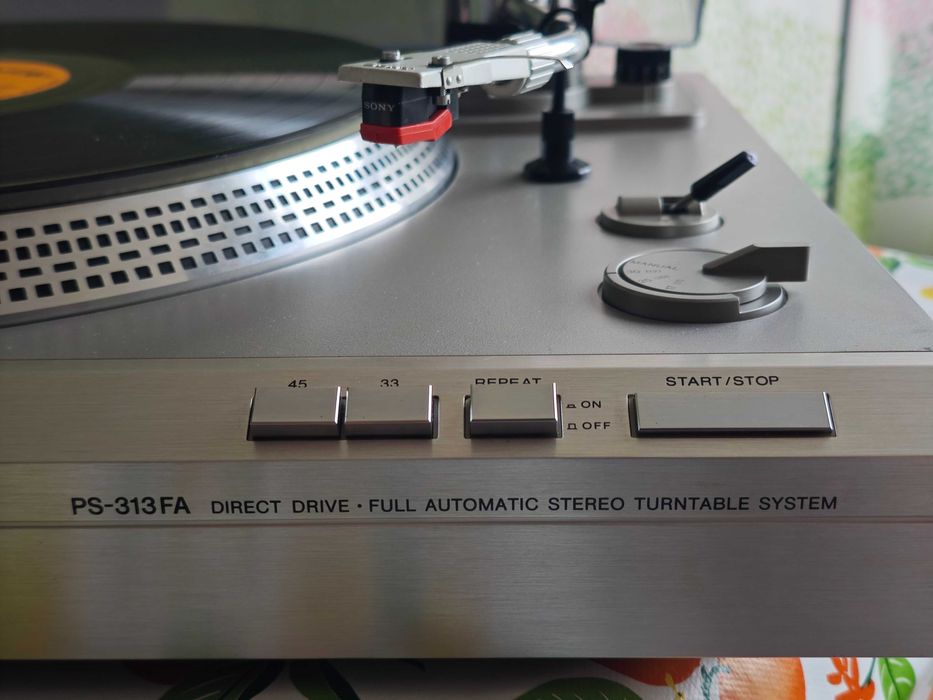 SONY
MANUAL
45
33
REPEAT
START/STOP
ON
OFF
PS-313FA DIRECT DRIVE · FULL AUTOMATIC STEREO TURNTABLE SYSTEM